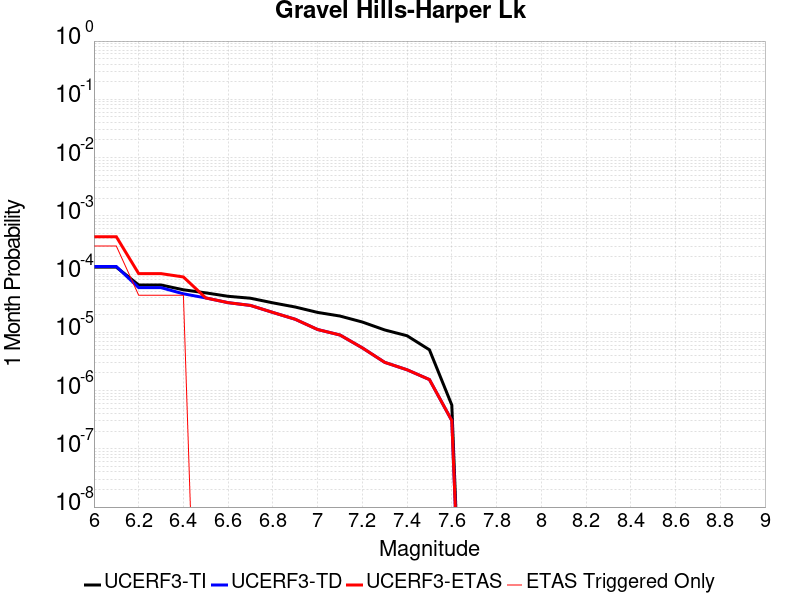 Gravel Hills-Harper Lk
10^0
10^-1
10^-2
10^-3
10^-4
10^-5
10^-6
10^-7
10^-8
1 Month Probability
6 6.2 6.4 6.6 6.8 7 7.2 7.4 7.6 7.8 8 8.2 8.4 8.6 8.8 9
Magnitude
UCERF3-TI UCERF3-TD UCERF3-ETAS ETAS Triggered Only